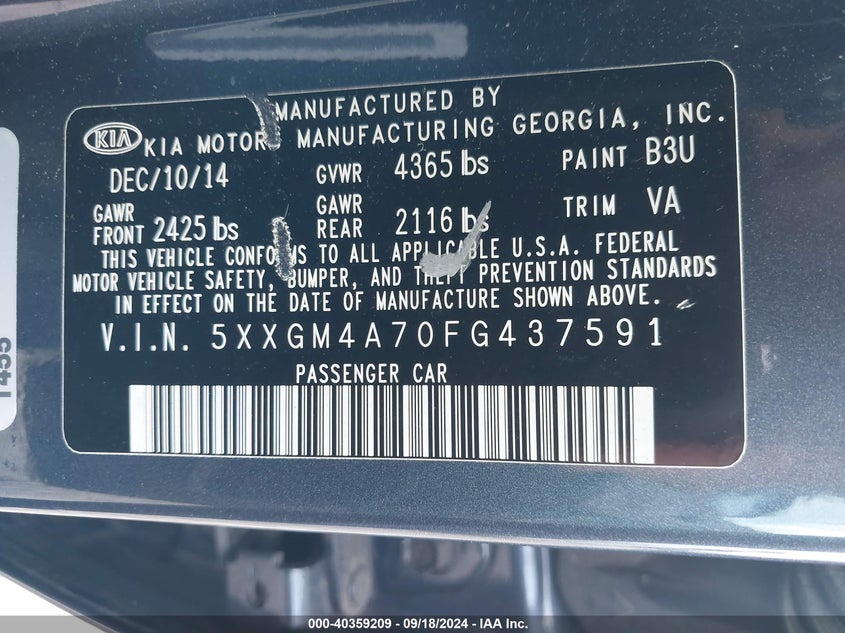 MANUFACTURED BY
KIA KIA MOTORS MANUFACTURING GEORGIA, INC.
DEC/10/14 GVWR 4365 lbs PAINT B3U
GAWR FRONT 2425 lbs GAWR REAR 2116 lbs TRIM VA
THIS VEHICLE CONFORMS TO ALL APPLICABLE U.S.A. FEDERAL
MOTOR VEHICLE SAFETY, BUMPER, AND THEFT PREVENTION STANDARDS
IN EFFECT ON THE DATE OF MANUFACTURE SHOWN ABOVE.
V.I.N. 5XXGM4A70FG437591
PASSENGER CAR
000-40359209 - 09/18/2024 - IAA Inc.